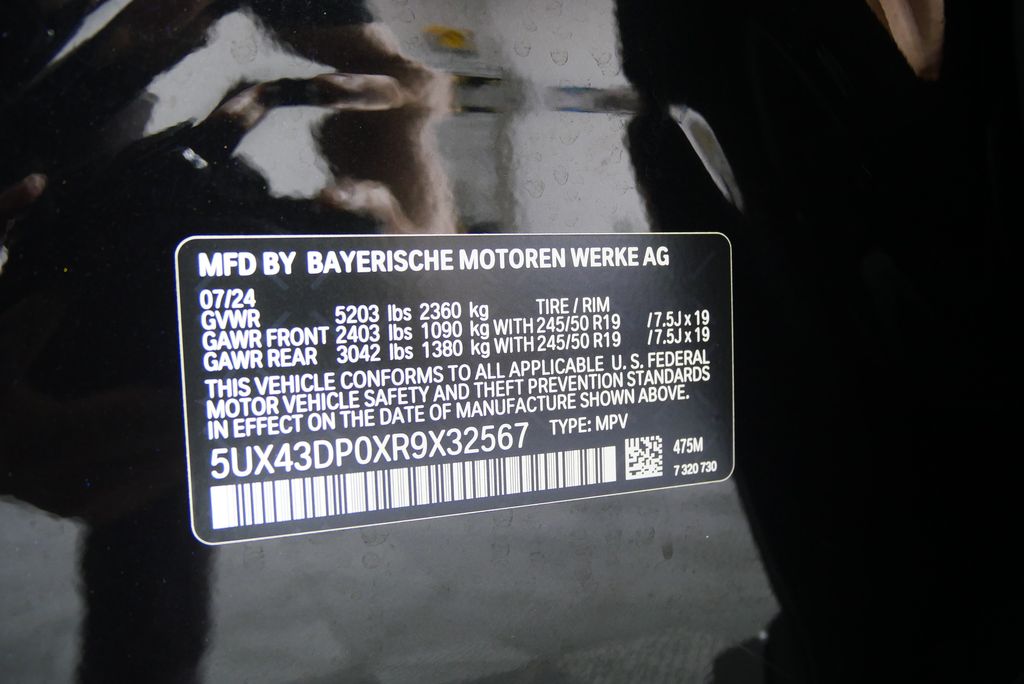 MFD BY BAYERISCHE MOTOREN WERKE AG
07/24 TIRE / RIM
GVWR 5203 lbs 2360 kg
GAWR FRONT 2403 lbs 1090 kg WITH 245/50 R19 / 7.5J x 19
GAWR REAR 3042 lbs 1380 kg WITH 245/50 R19 / 7.5J x 19
THIS VEHICLE CONFORMS TO ALL APPLICABLE U. S. FEDERAL
MOTOR VEHICLE SAFETY AND THEFT PREVENTION STANDARDS
IN EFFECT ON THE DATE OF MANUFACTURE SHOWN ABOVE.
5UX43DP0XR9X32567 TYPE: MPV
475M
7 320 730